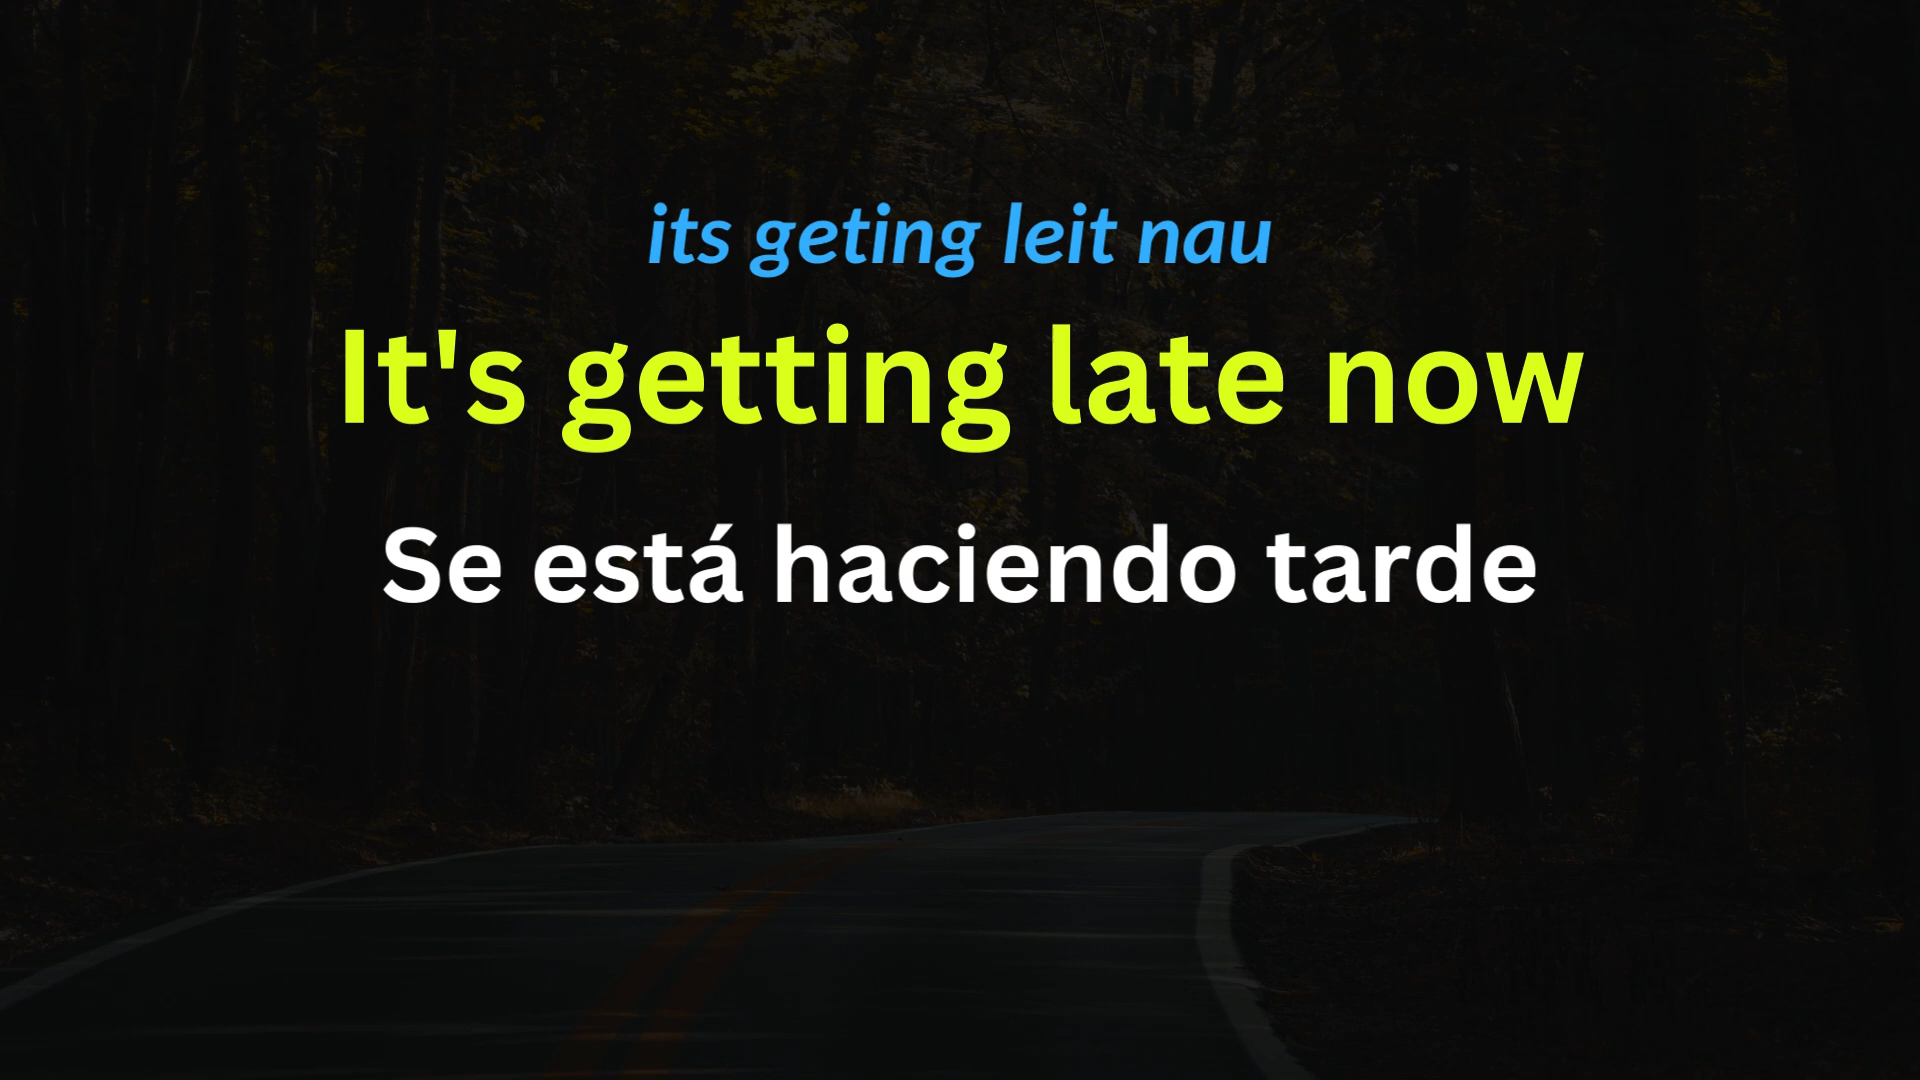 its geting leit nau
It's getting late now
Se está haciendo tarde